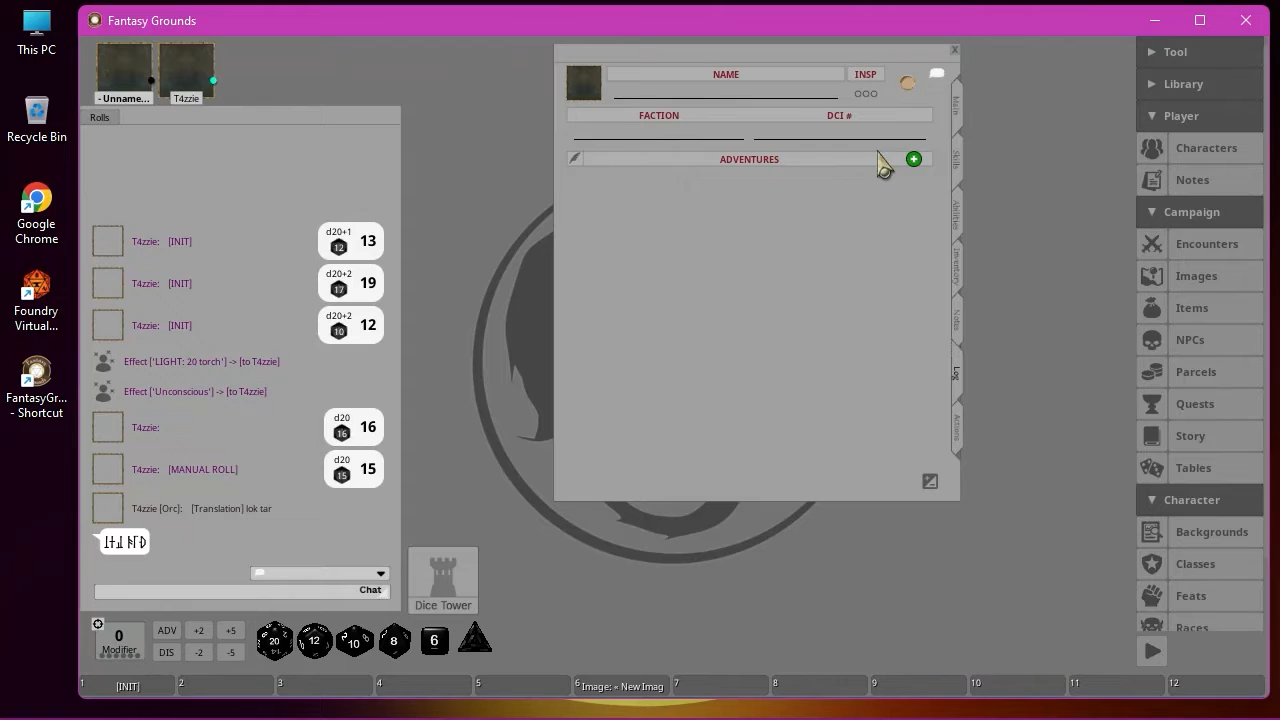 This PC
Recycle Bin
Google
Chrome
Foundry
Virtual...
FantasyGr...
- Shortcut
Fantasy Grounds
- Unname...
T4zzie
Rolls
T4zzie: [INIT]
d20+1
12
13
T4zzie: [INIT]
d20+2
17
19
T4zzie: [INIT]
d20+2
10
12
Effect ['LIGHT: 20 torch'] -> [to T4zzie]
Effect ['Unconscious'] -> [to T4zzie]
T4zzie:
d20
16
16
T4zzie: [MANUAL ROLL]
d20
15
15
T4zzie [Orc]: [Translation] lok tar
Chat
Dice Tower
0
Modifier
ADV
+2
+5
DIS
-2
-5
20
12
10
8
6
NAME
INSP
FACTION
DCI #
ADVENTURES
Main
Skills
Abilities
Inventory
Notes
Log
Actions
Tool
Library
Player
Characters
Notes
Campaign
Encounters
Images
Items
NPCs
Parcels
Quests
Story
Tables
Character
Backgrounds
Classes
Feats
Races
1
[INIT]
2
3
4
5
6
Image: « New Imag
7
8
9
10
11
12